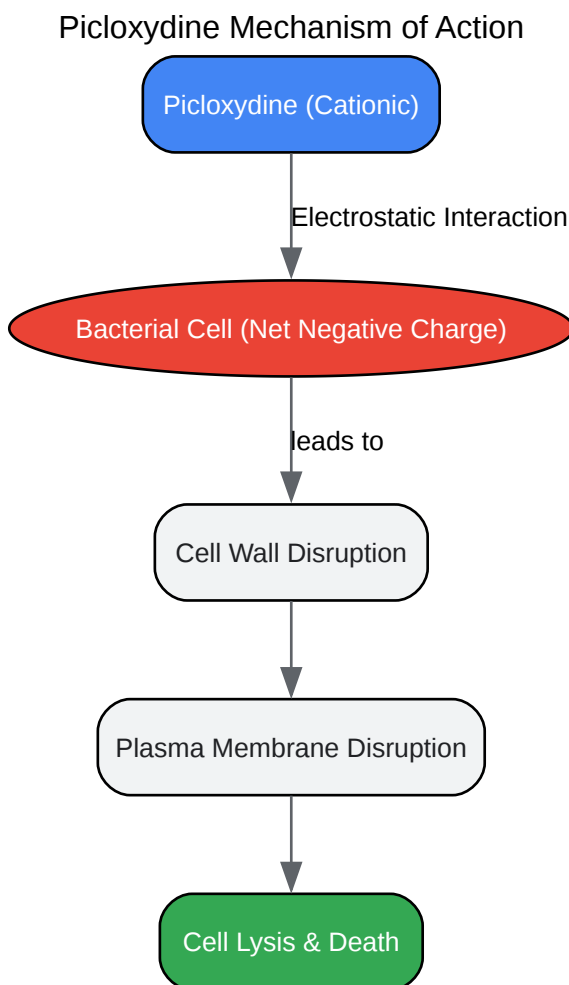 Picloxydine Mechanism of Action
Picloxydine (Cationic)
Electrostatic Interaction
Bacterial Cell (Net Negative Charge)
leads to
Cell Wall Disruption
Plasma Membrane Disruption
Cell Lysis & Death